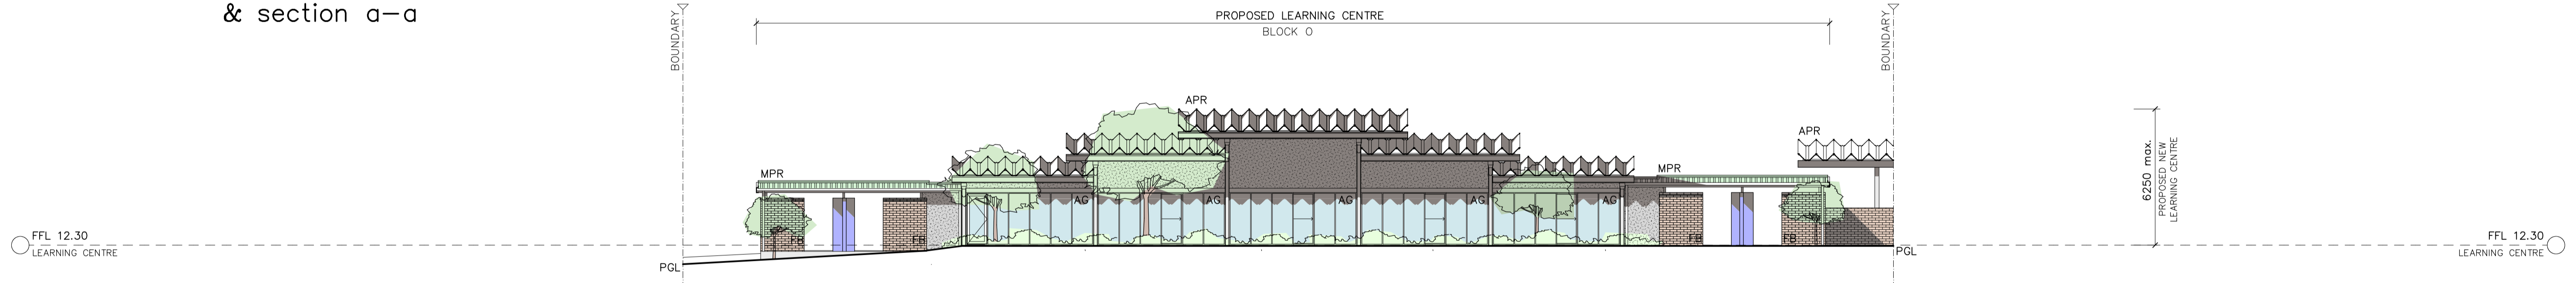 & section a-a
BOUNDARY
PROPOSED LEARNING CENTRE
BLOCK O
BOUNDARY
APR
APR
MPR
MPR
AG
AG
AG
AG
AG
6250 max.
PROPOSED NEW
LEARNING CENTRE
FB
FB
FB
FB
FFL 12.30
LEARNING CENTRE
FFL 12.30
LEARNING CENTRE
PGL
PGL